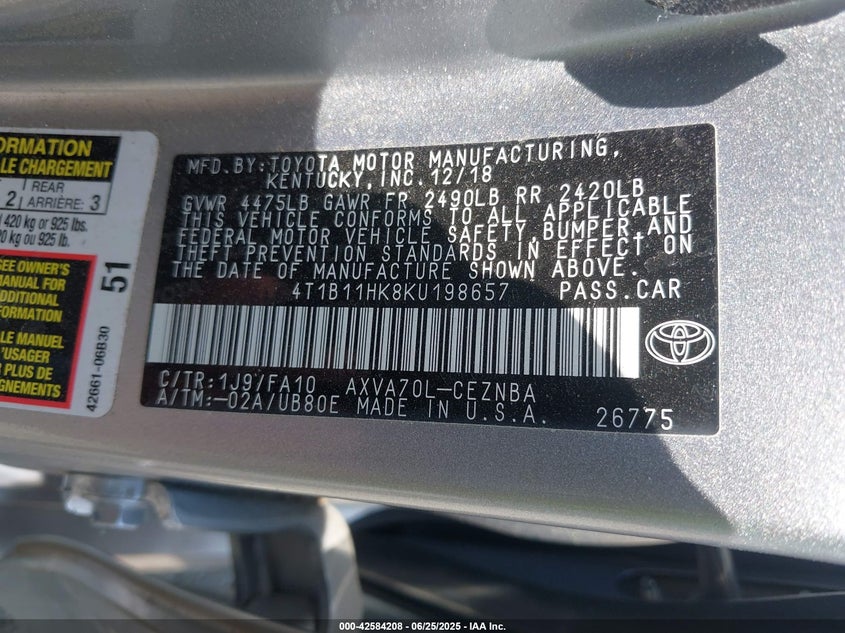 ORMATION
LE CHARGEMENT
2 REAR
ARRIÈRE: 3
420 kg or 925 lbs.
20 kg ou 925 lb.
SEE OWNER'S
MANUAL FOR
ADDITIONAL
INFORMATION
LE MANUEL
'USAGER
PLUS DE
GNEMENTS
51
42661-06B30
MFD. BY: TOYOTA MOTOR MANUFACTURING,
KENTUCKY, INC. 12/18
GVWR 4475LB GAWR FR 2490LB RR 2420LB
THIS VEHICLE CONFORMS TO ALL APPLICABLE
FEDERAL MOTOR VEHICLE SAFETY, BUMPER, AND
THEFT PREVENTION STANDARDS IN EFFECT ON
THE DATE OF MANUFACTURE SHOWN ABOVE.
4T1B11HK8KU198657 PASS.CAR
C/TR: 1J9/FA10 AXVA70L-CEZNBA
A/TM: -02A/UB80E MADE IN U.S.A. 26775
000-42584208 - 06/25/2025 - IAA Inc.